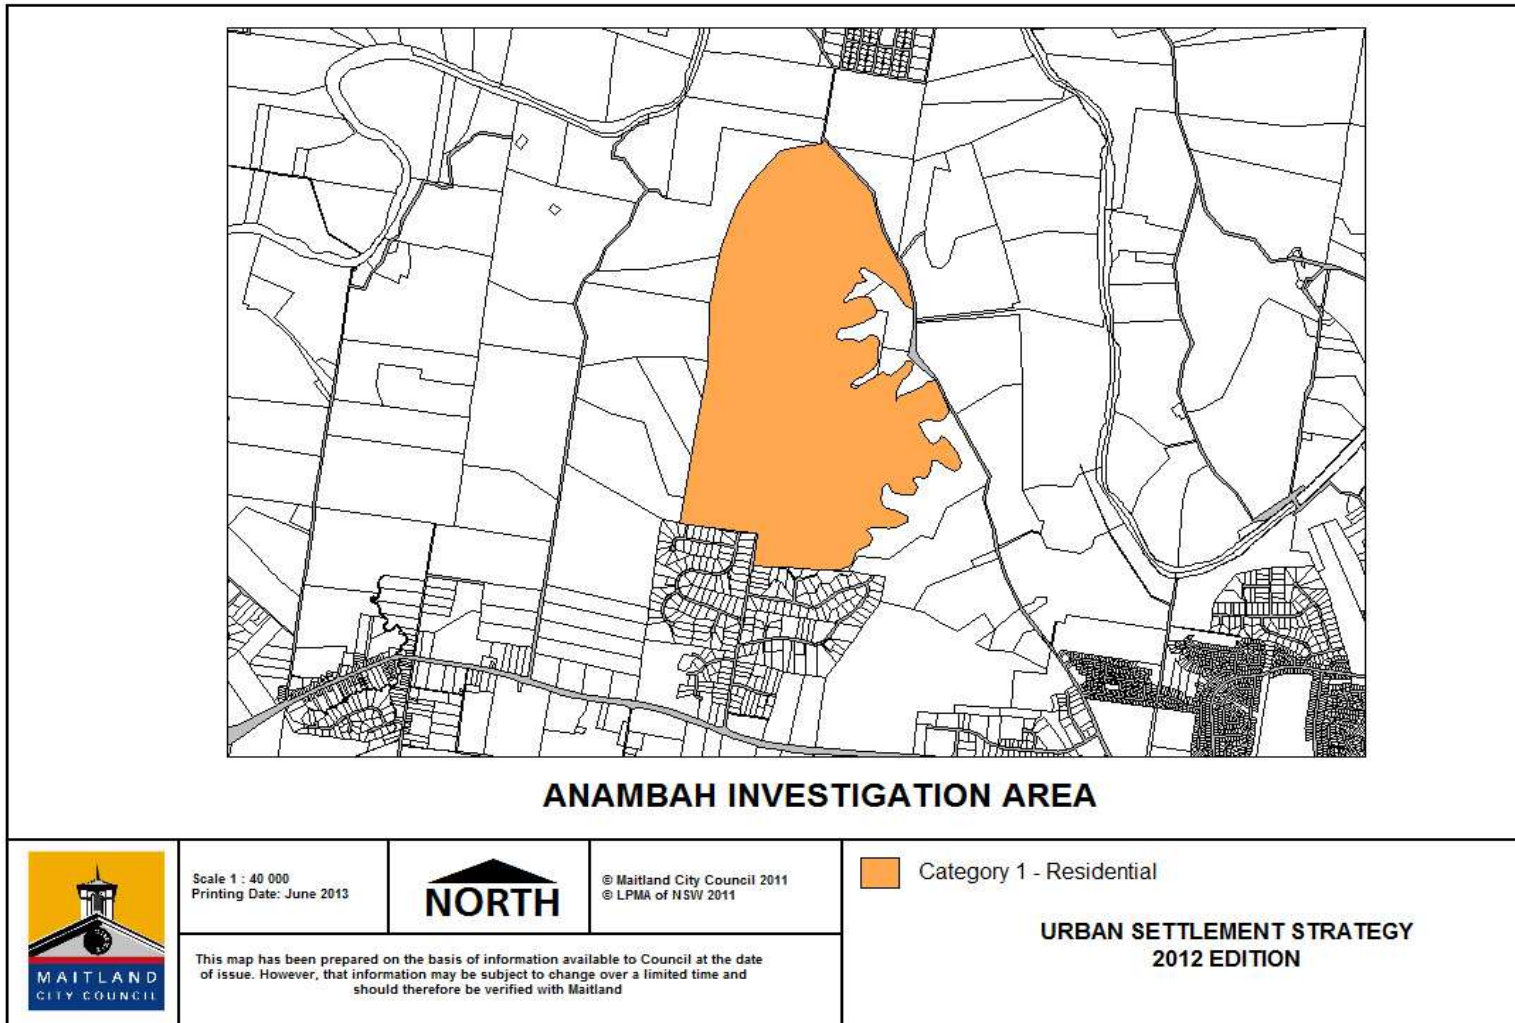 ANAMBAH INVESTIGATION AREA
MAITLAND
CITY COUNCIL
Scale 1 : 40 000
Printing Date: June 2013
NORTH
© Maitland City Council 2011
© LPMA of NSW 2011
This map has been prepared on the basis of information available to Council at the date
of issue. However, that information may be subject to change over a limited time and
should therefore be verified with Maitland
Category 1 - Residential
URBAN SETTLEMENT STRATEGY
2012 EDITION